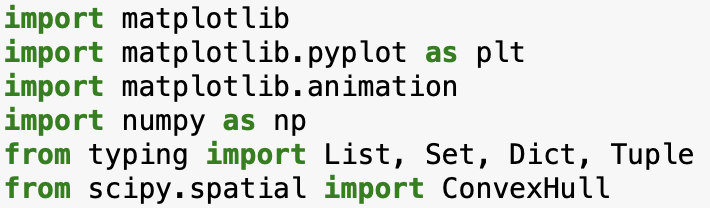 import matplotlib
import matplotlib.pyplot as plt
import matplotlib.animation
import numpy as np
from typing import List, Set, Dict, Tuple
from scipy.spatial import ConvexHull